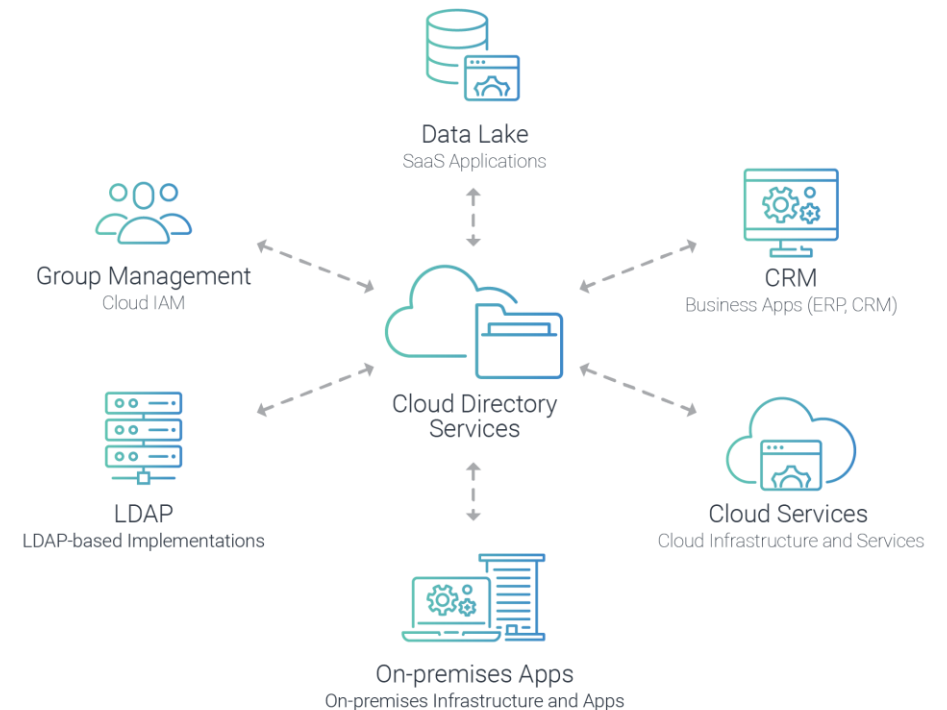 Data Lake
SaaS Applications
Group Management
Cloud IAM
CRM
Business Apps (ERP, CRM)
Cloud Directory
Services
LDAP
LDAP-based Implementations
Cloud Services
Cloud Infrastructure and Services
On-premises Apps
On-premises Infrastructure and Apps